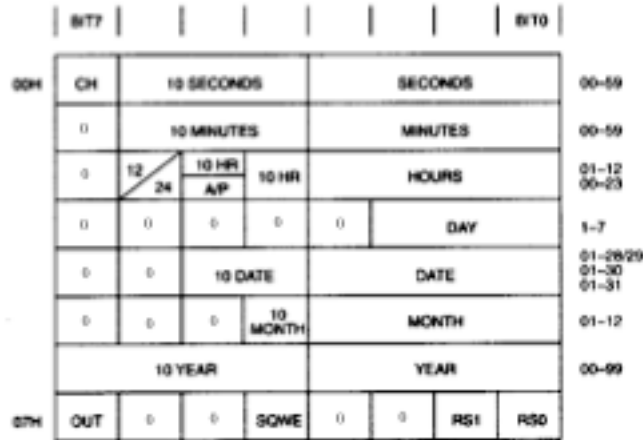 BIT7 BIT0
00H CH 10 SECONDS SECONDS 00-59
0 10 MINUTES MINUTES 00-59
0 12/24 10 HR A/P 10 HR HOURS 01-12 00-23
0 0 0 0 0 DAY 1-7
0 0 10 DATE DATE 01-28/29 01-30 01-31
0 0 0 10 MONTH MONTH 01-12
10 YEAR YEAR 00-99
07H OUT 0 0 SQWE 0 0 RS1 RS0